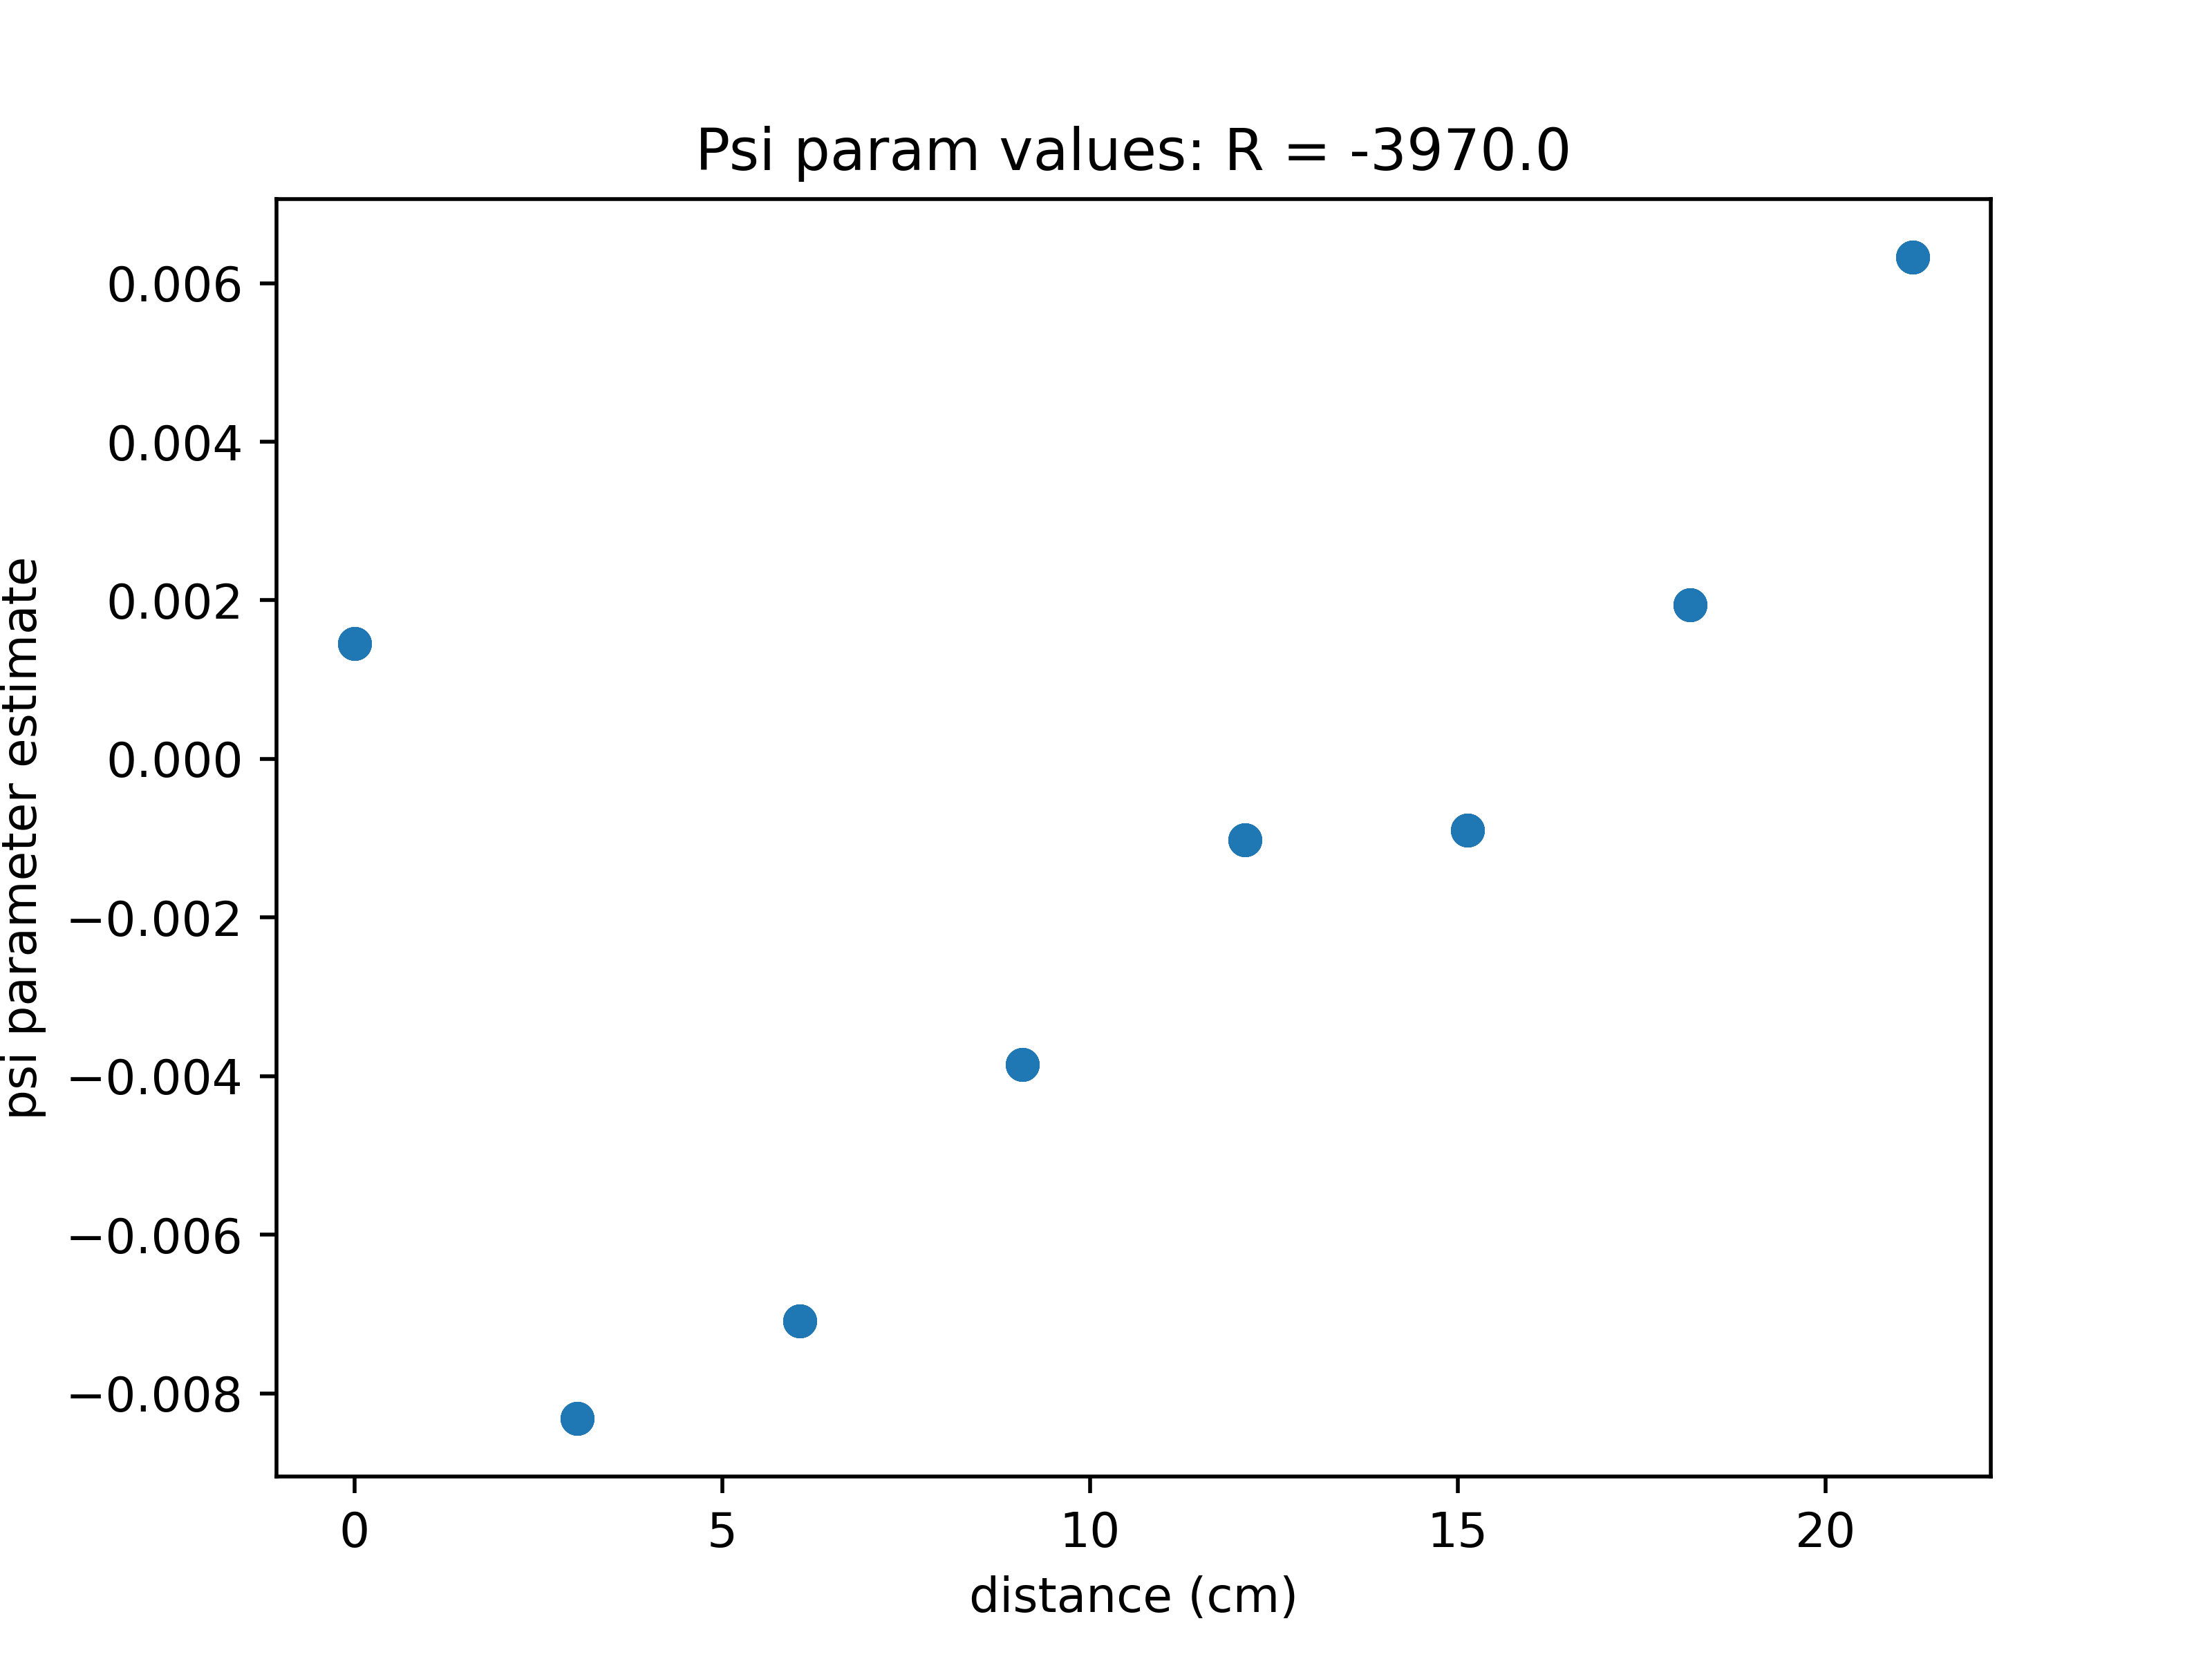 Psi param values: R = -3970.0
0.006
0.004
0.002
0.000
−0.002
−0.004
−0.006
−0.008
psi parameter estimate
0 5 10 15 20
distance (cm)